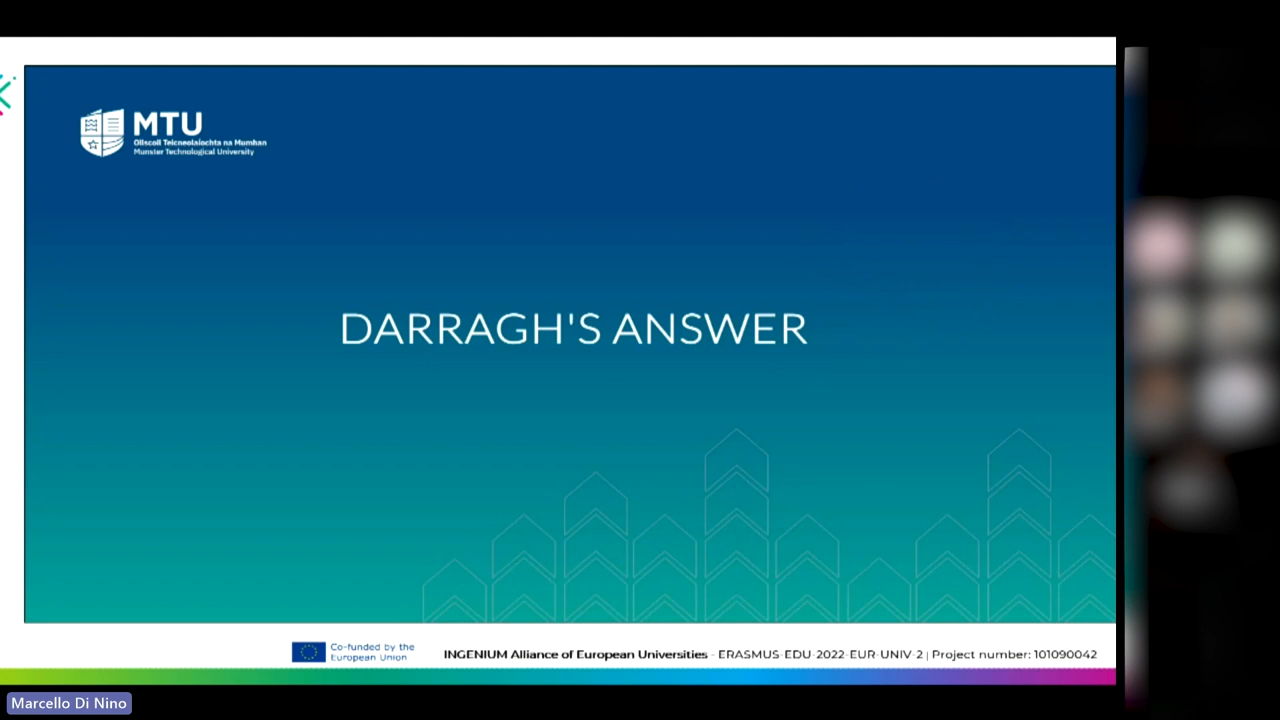 MTU
Ollscoil Teicneolaíochta na Mumhan
Munster Technological University
DARRAGH'S ANSWER
Co-funded by the
European Union
INGENIUM Alliance of European Universities - ERASMUS-EDU-2022-EUR-UNIV-2 | Project number: 101090042
Marcello Di Nino